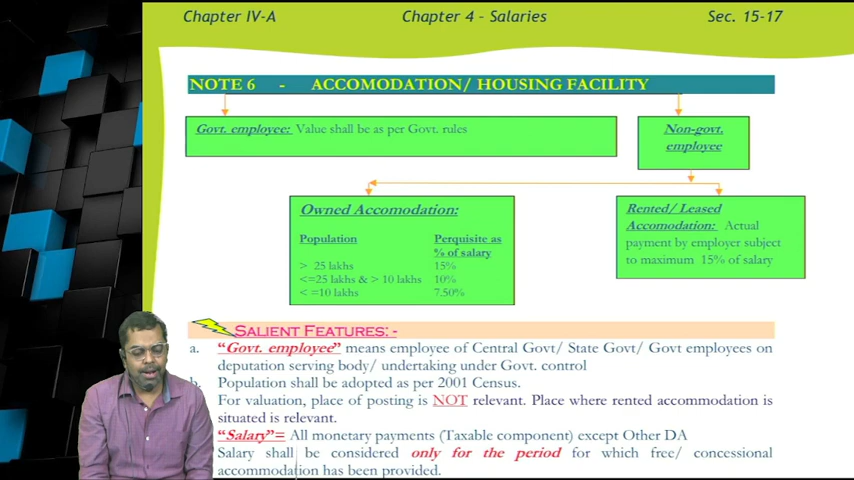 Chapter IV-A Chapter 4 – Salaries Sec. 15-17
NOTE 6 - ACCOMODATION/ HOUSING FACILITY
Govt. employee: Value shall be as per Govt. rules
Non-govt.
employee
Owned Accomodation:
Population Perquisite as
% of salary
> 25 lakhs 15%
<=25 lakhs & > 10 lakhs 10%
< =10 lakhs 7.50%
Rented/ Leased
Accomodation: Actual
payment by employer subject
to maximum 15% of salary
SALIENT FEATURES: -
a. “Govt. employee” means employee of Central Govt/ State Govt/ Govt employees on
deputation serving body/ undertaking under Govt. control
b. Population shall be adopted as per 2001 Census.
For valuation, place of posting is NOT relevant. Place where rented accommodation is
situated is relevant.
“Salary”= All monetary payments (Taxable component) except Other DA
Salary shall be considered only for the period for which free/ concessional
accommodation has been provided.